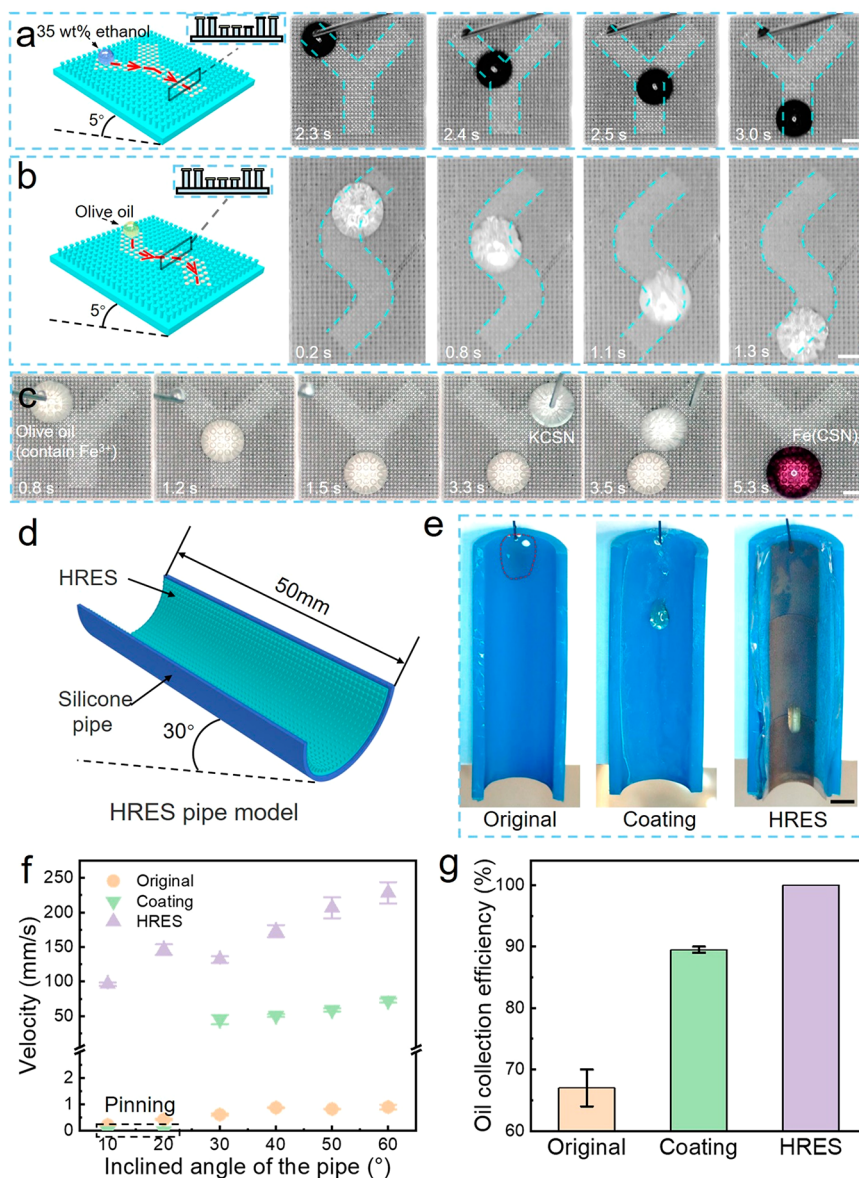 a
35 wt% ethanol
5°
2.3 s
2.4 s
2.5 s
3.0 s
b
Olive oil
5°
0.2 s
0.8 s
1.1 s
1.3 s
c
Olive oil
(contain Fe³⁺)
0.8 s
1.2 s
1.5 s
3.3 s
KCSN
3.5 s
Fe(CSN)
5.3 s
d
HRES
50mm
Silicone
pipe
30°
HRES pipe model
e
Original
Coating
HRES
f
Original
Coating
HRES
Velocity (mm/s)
250
200
150
100
50
2
1
0
Pinning
10 20 30 40 50 60
Inclined angle of the pipe (°)
g
Oil collection efficiency (%)
100
90
80
70
60
Original
Coating
HRES